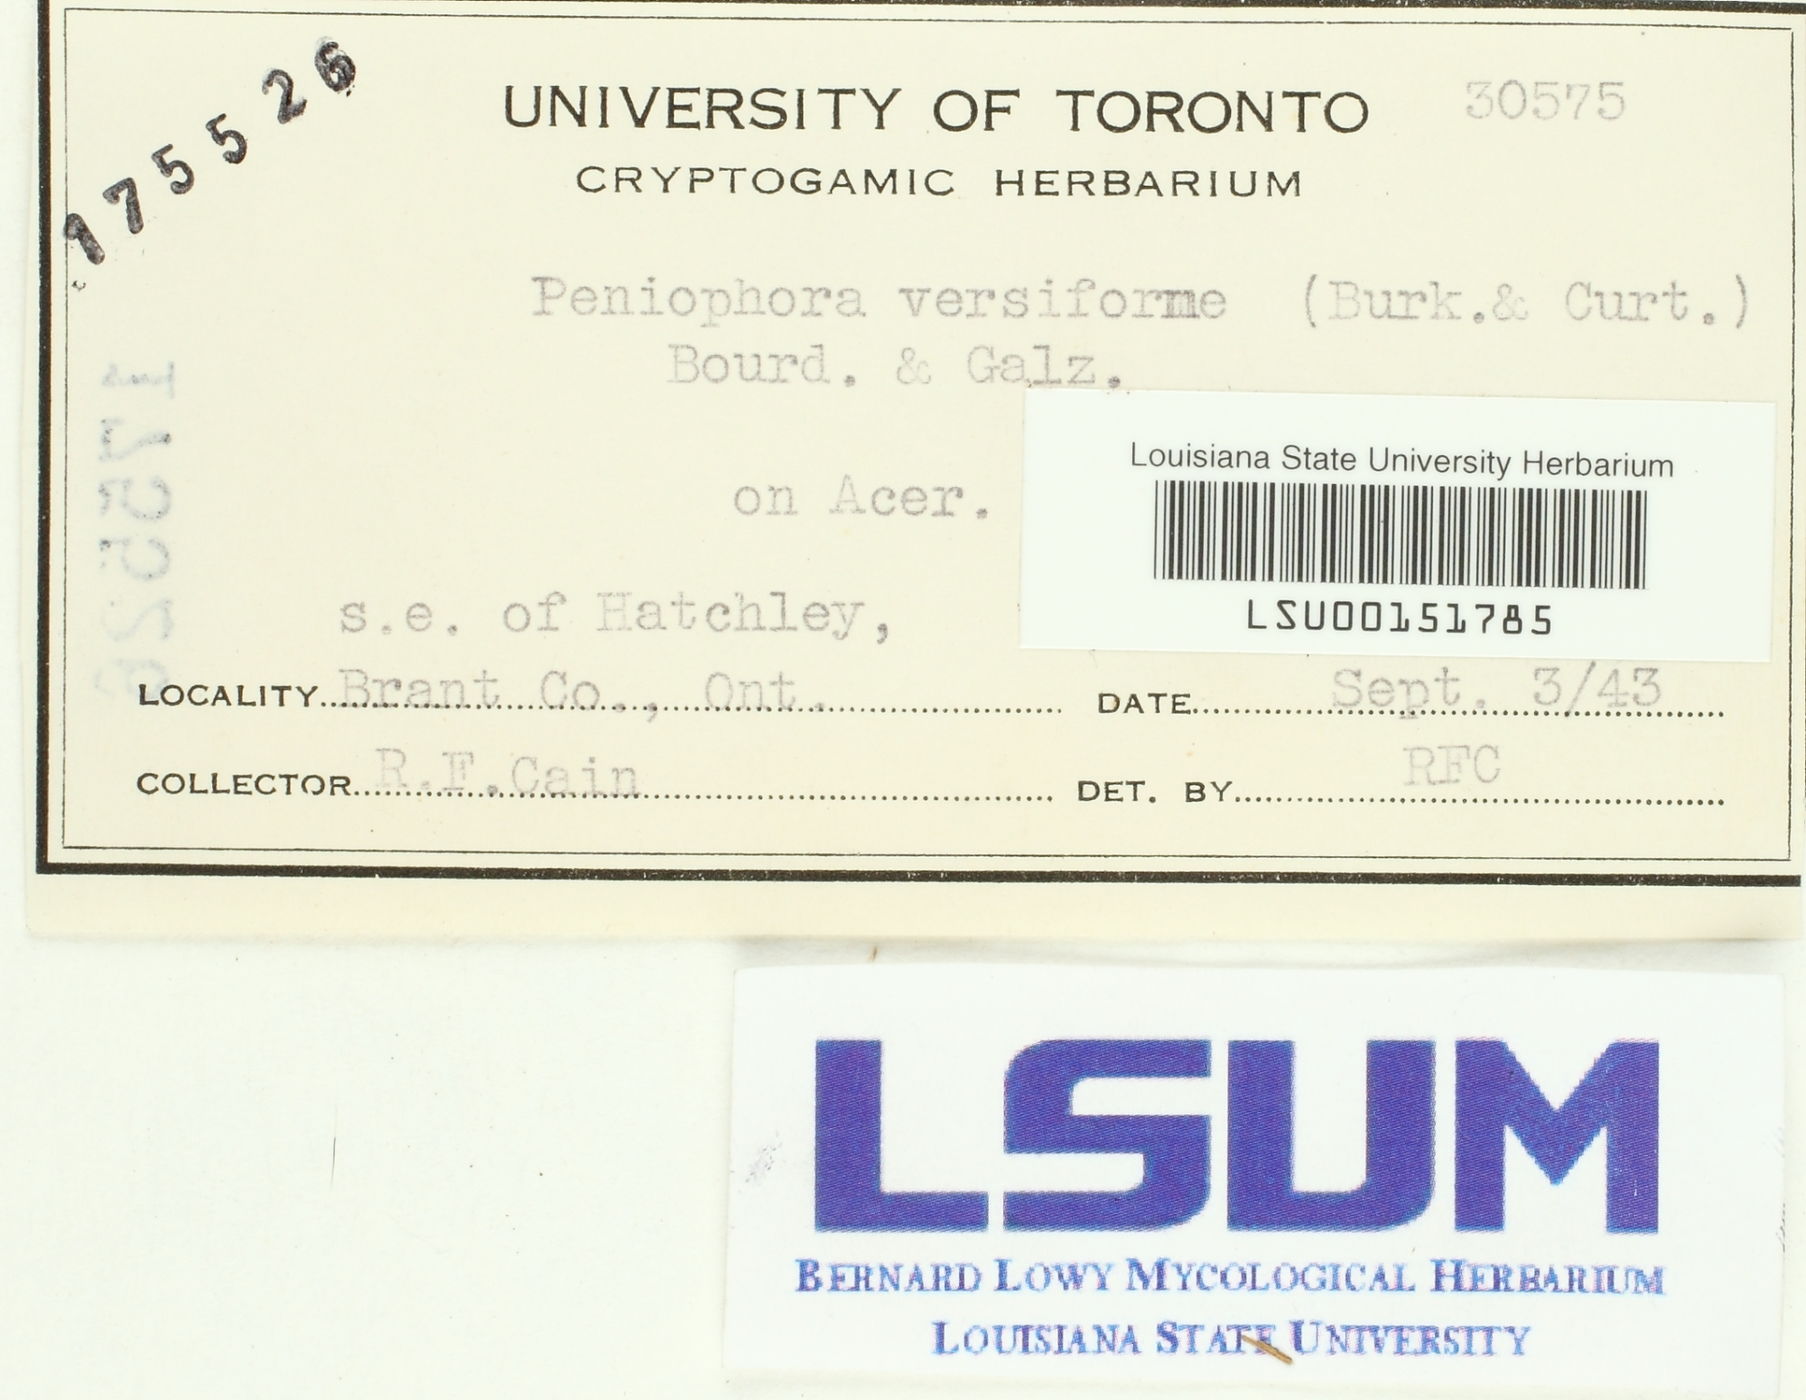 175526
UNIVERSITY OF TORONTO 30575
CRYPTOGAMIC HERBARIUM
Peniophora versiforme (Burk.& Curt.)
Bourd. & Galz.
175526
Louisiana State University Herbarium
on Acer.
LSU00151785
s.e. of Hatchley,
LOCALITY Brant Co., Ont. DATE Sept. 3/43
COLLECTOR R.F.Cain DET. BY RFC
LSUM
BERNARD LOWY MYCOLOGICAL HERBARIUM
LOUISIANA STATE UNIVERSITY